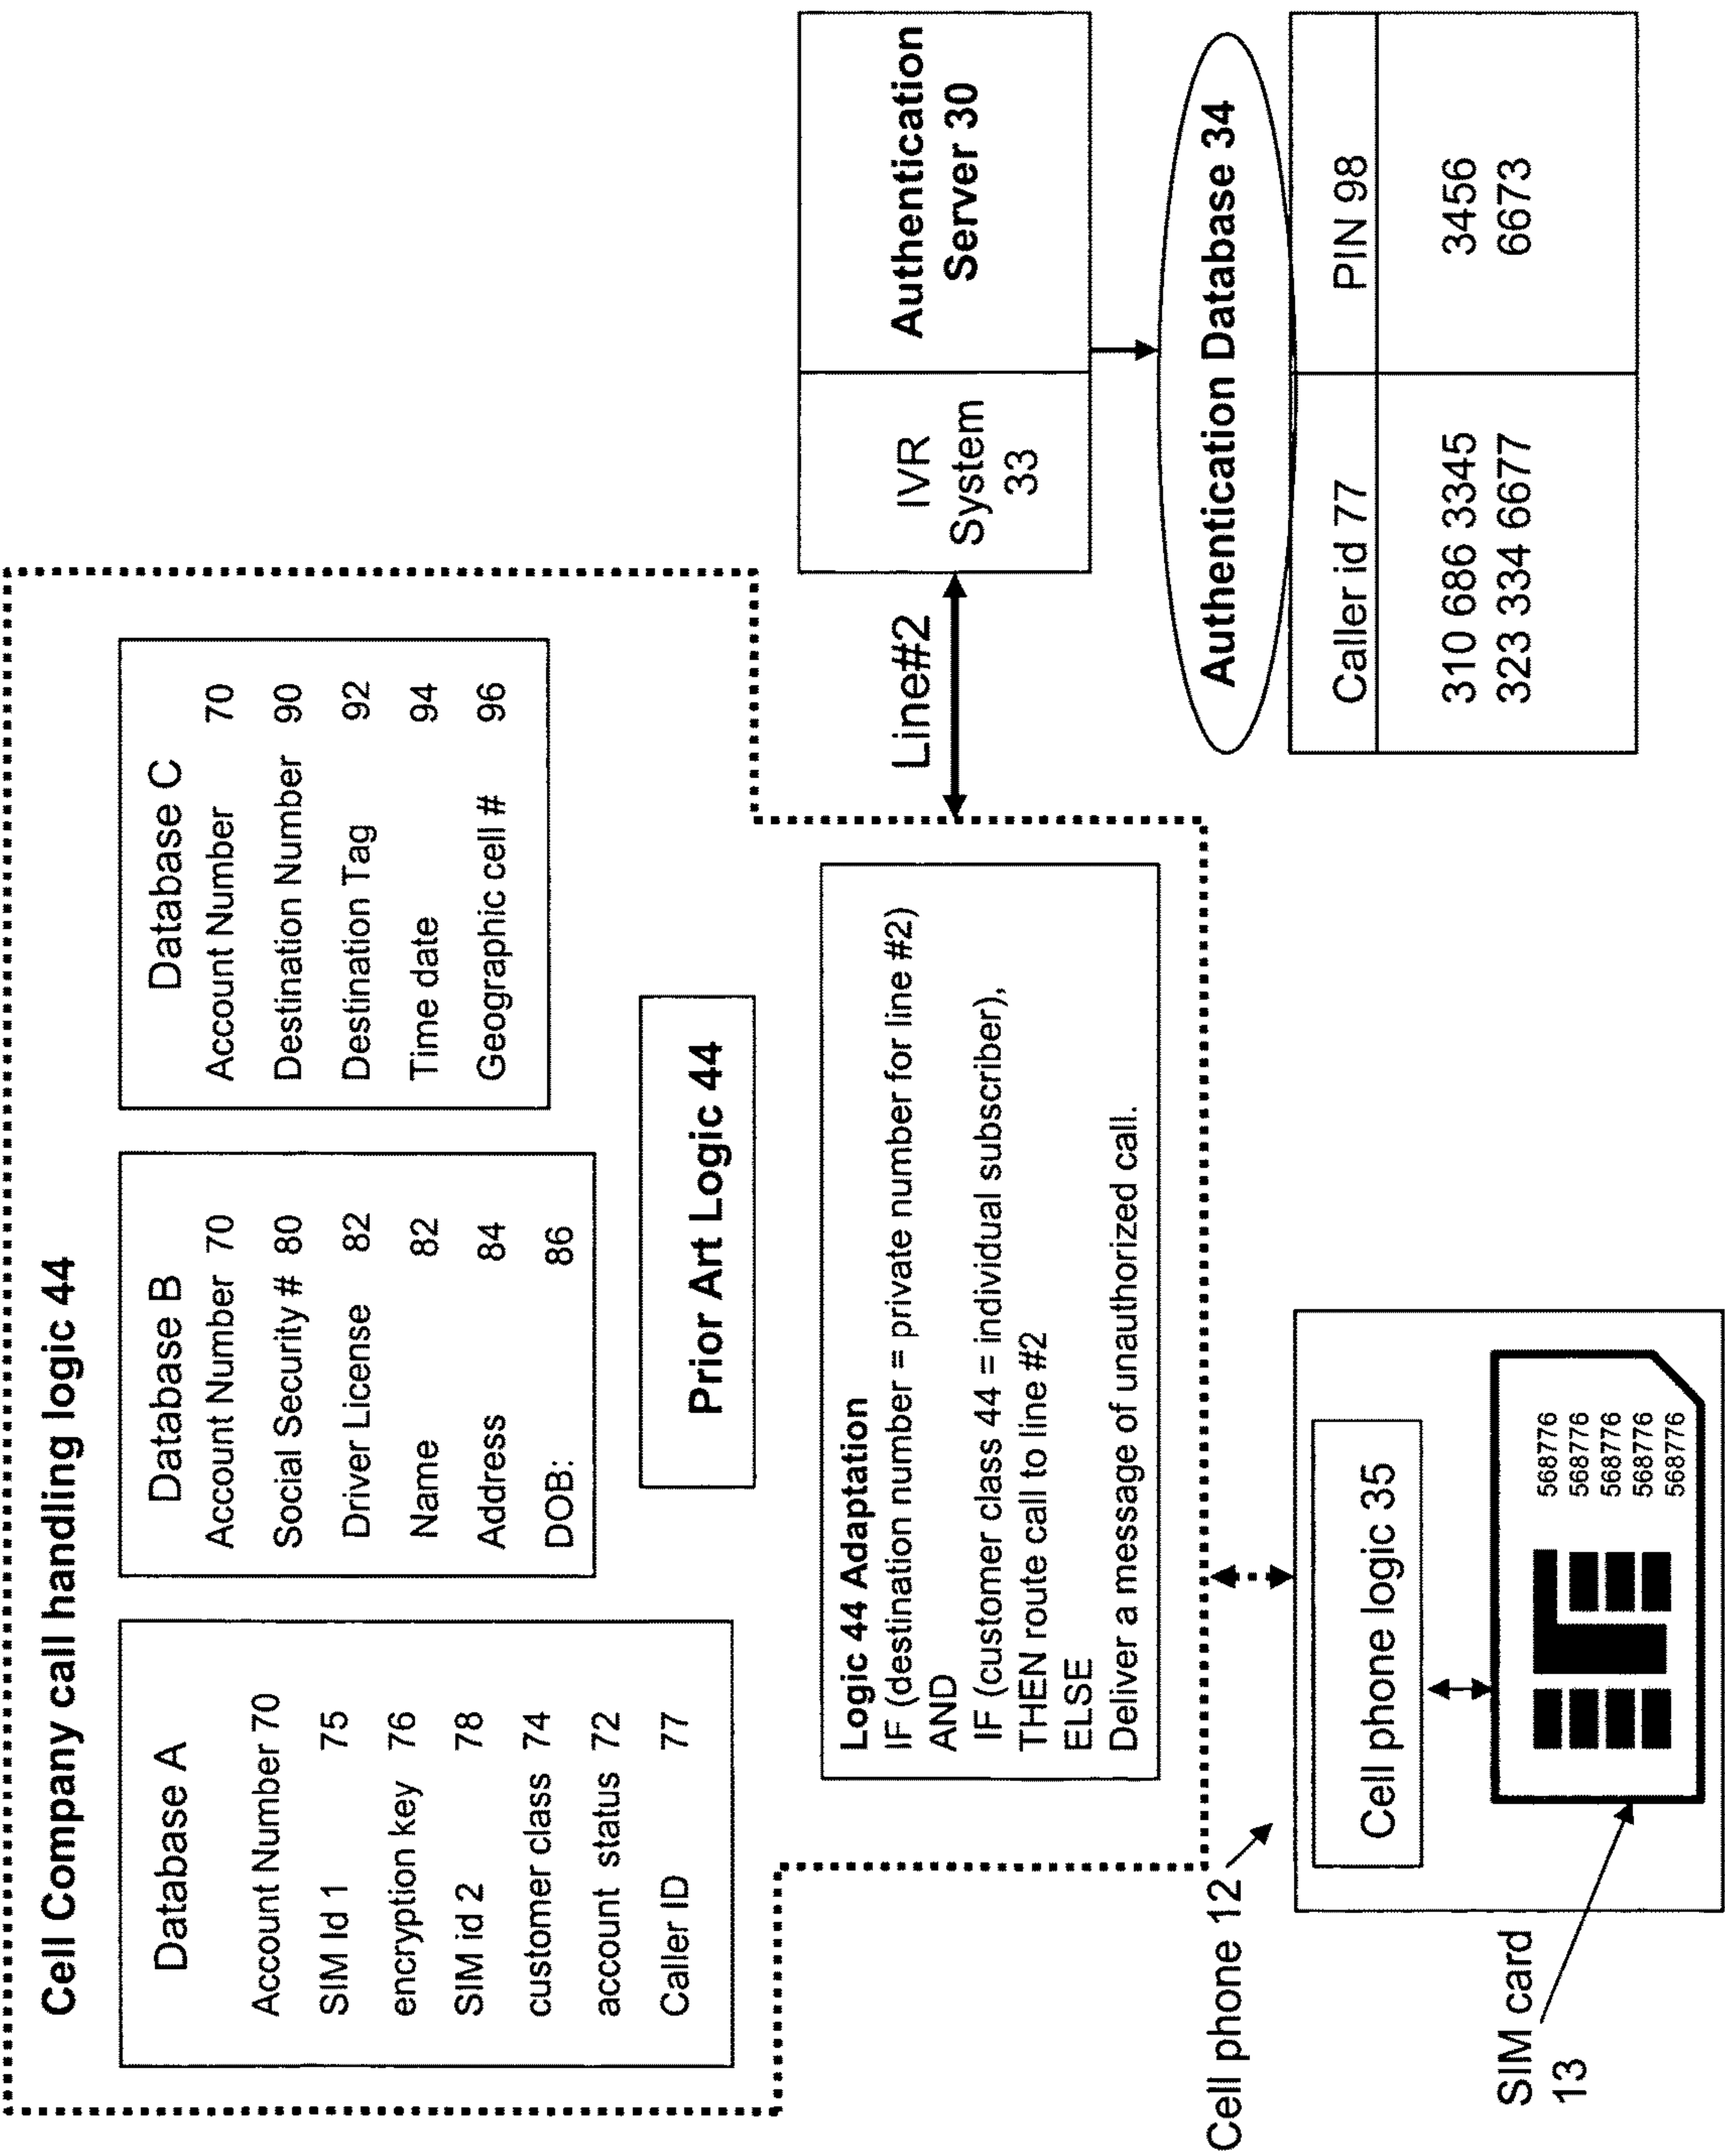 Cell Company call handling logic 44
Database A
Account Number 70
SIM Id 1 75
encryption key 76
SIM id 2 78
customer class 74
account status 72
Caller ID 77
Database B
Account Number 70
Social Security # 80
Driver License 82
Name 82
Address 84
DOB: 86
Database C
Account Number 70
Destination Number 90
Destination Tag 92
Time date 94
Geographic cell # 96
Prior Art Logic 44
Logic 44 Adaptation
IF (destination number = private number for line #2)
AND
IF (customer class 44 = individual subscriber),
THEN route call to line #2
ELSE
Deliver a message of unauthorized call.
Line#2
IVR
System
33
Authentication
Server 30
Authentication Database 34
Caller id 77 PIN 98
310 686 3345 3456
323 334 6677 6673
Cell phone 12
Cell phone logic 35
568776
568776
568776
568776
568776
SIM card
13